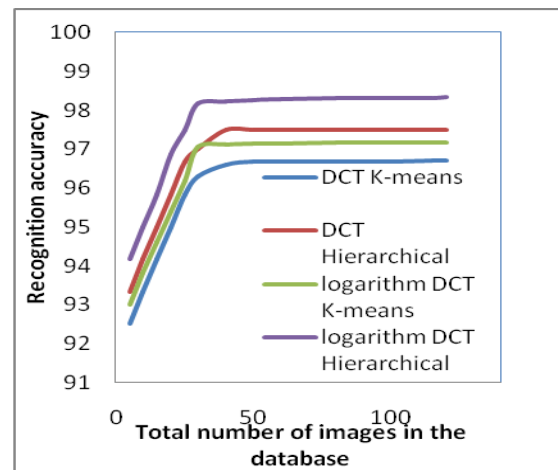 100
99
98
97
96
95
94
93
92
91
Recognition accuracy
DCT K-means
DCT
Hierarchical
logarithm DCT
K-means
logarithm DCT
Hierarchical
0
50
100
Total number of images in the
database